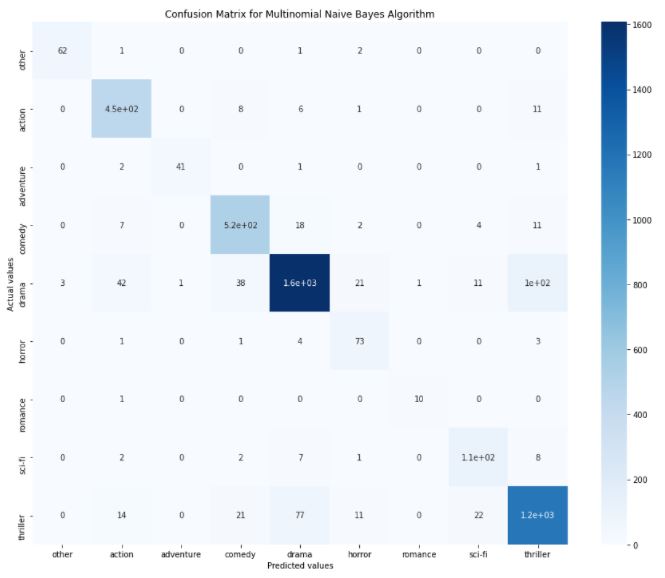 Confusion Matrix for Multinomial Naive Bayes Algorithm
other 62 1 0 0 1 2 0 0 0
action 0 4.5e+02 0 8 6 1 0 0 11
adventure 0 2 41 0 1 0 0 0 1
comedy 0 7 0 5.2e+02 18 2 0 4 11
drama 3 42 1 38 1.6e+03 21 1 11 1e+02
horror 0 1 0 1 4 73 0 0 3
romance 0 1 0 0 0 0 10 0 0
sci-fi 0 2 0 2 7 1 0 1.1e+02 8
thriller 0 14 0 21 77 11 0 22 1.2e+03
other action adventure comedy drama horror romance sci-fi thriller
Predicted values
Actual values
1600
1400
1200
1000
800
600
400
200
0